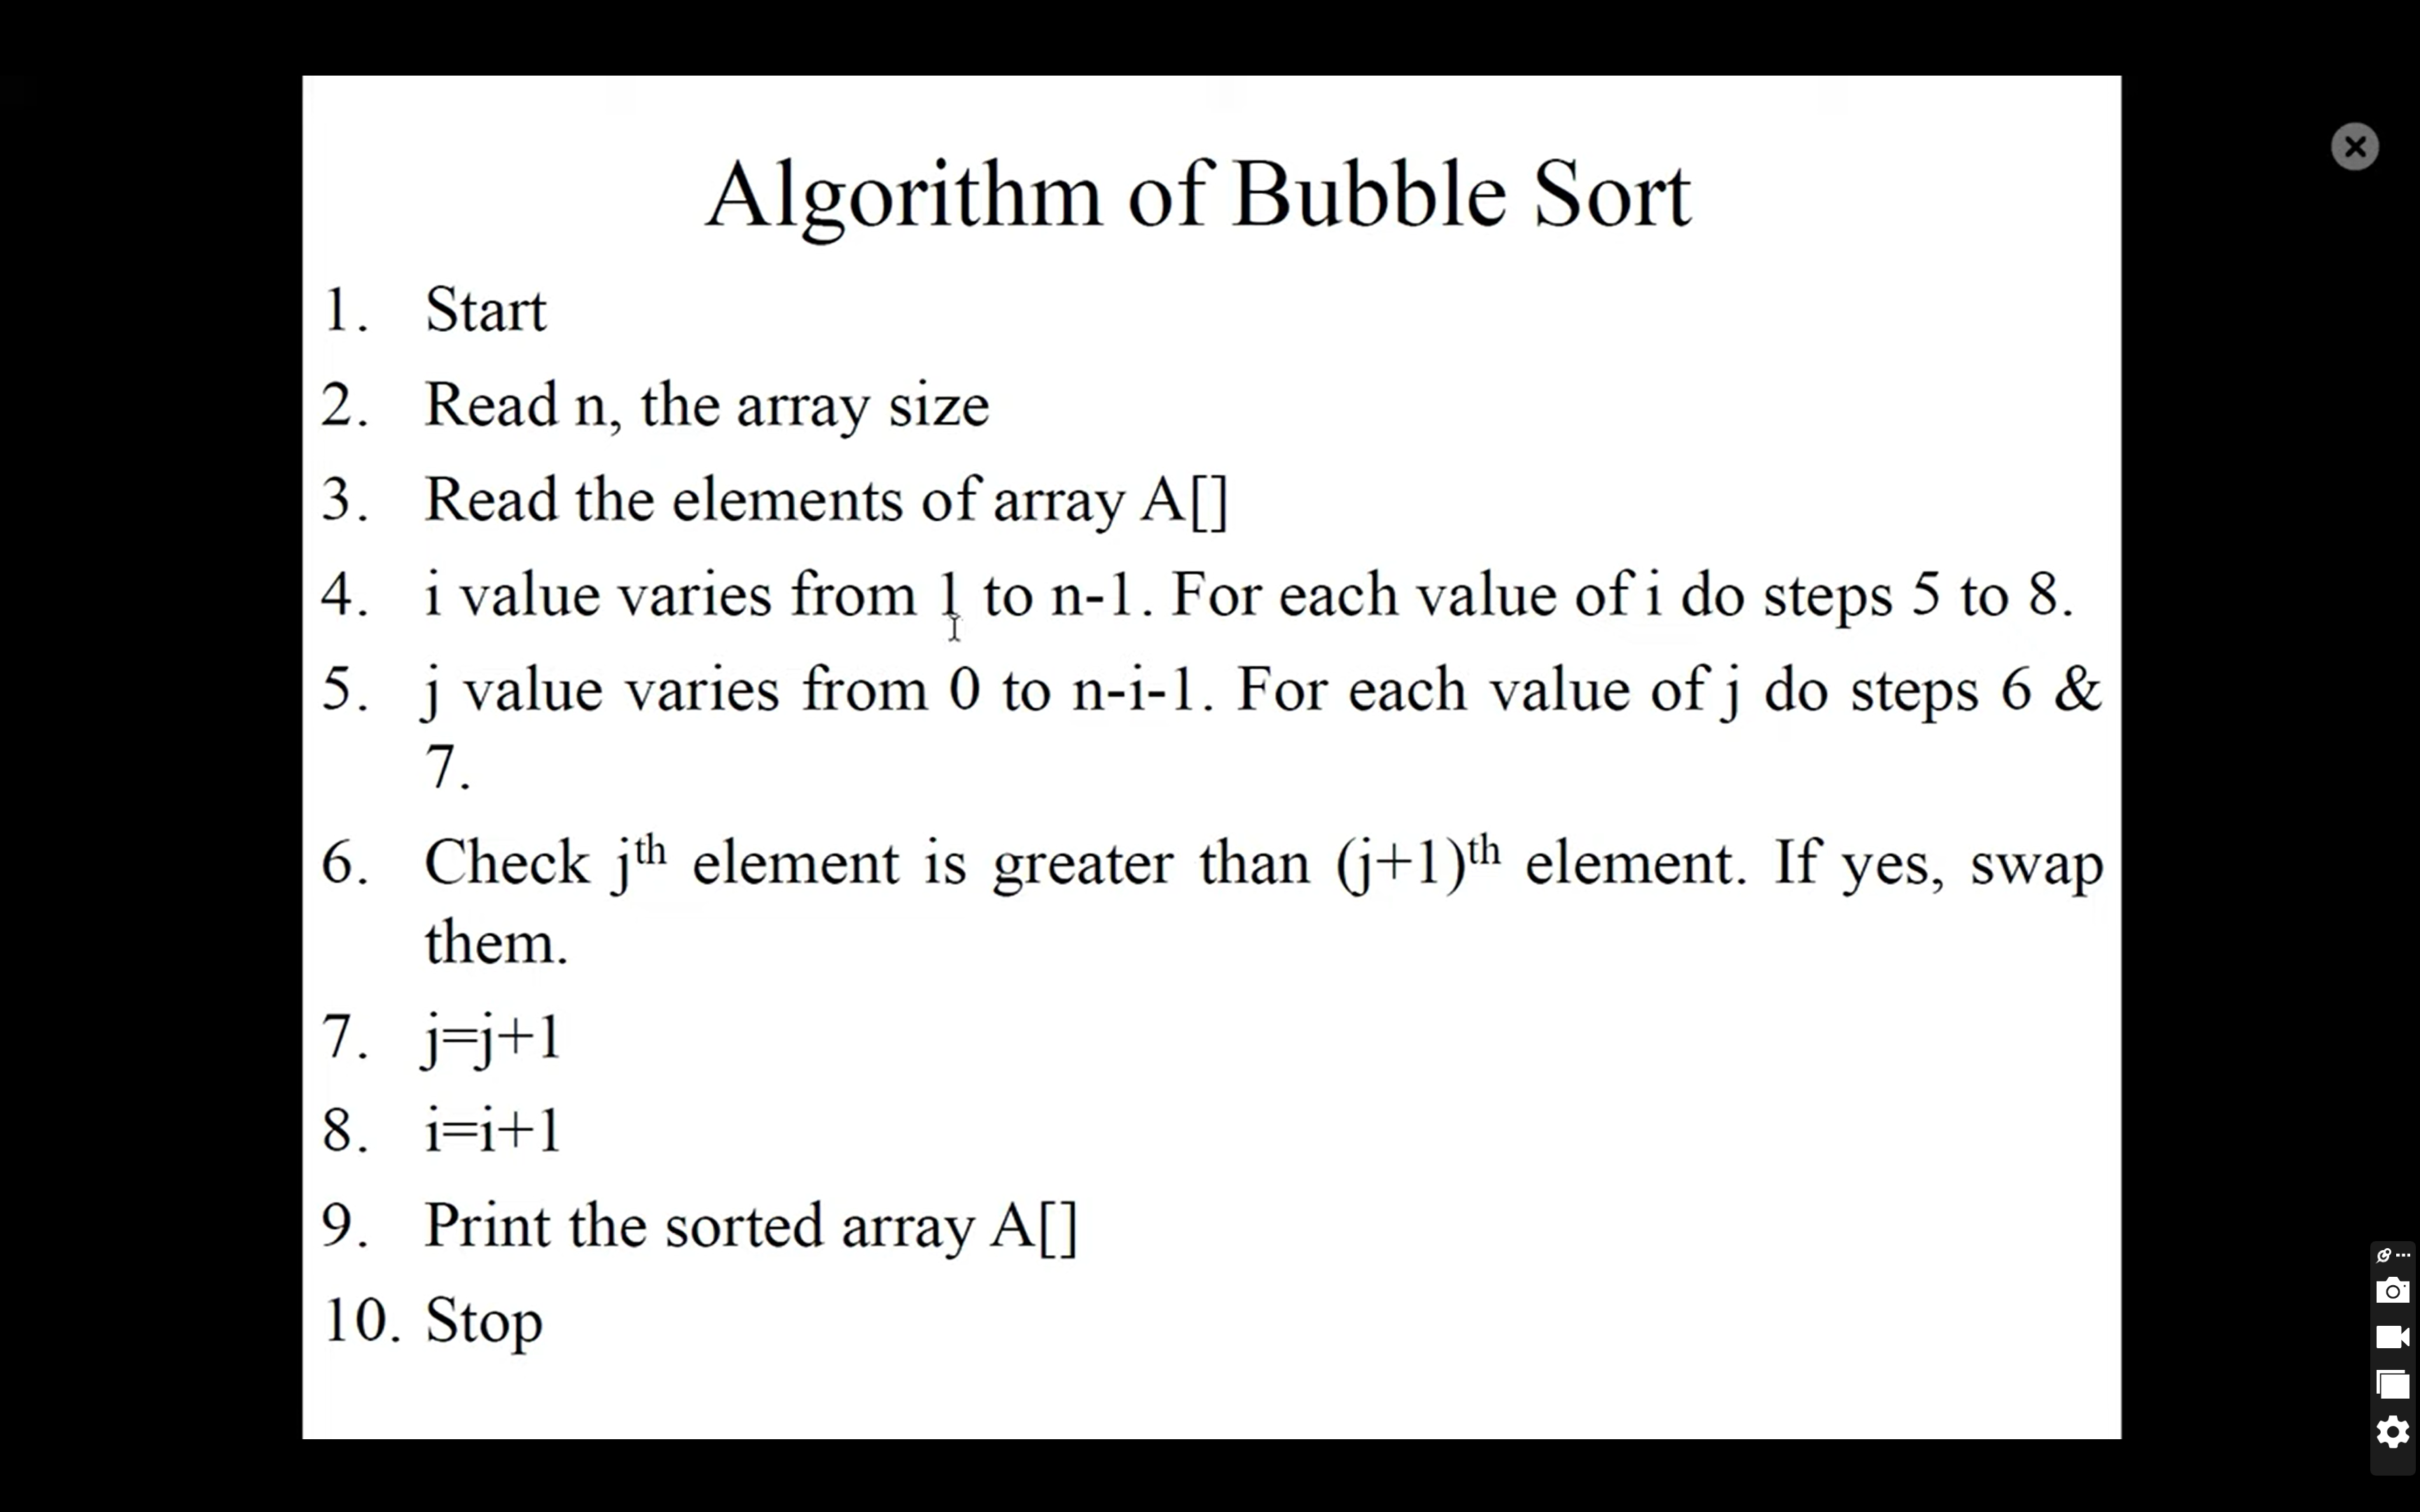 Algorithm of Bubble Sort
1. Start
2. Read n, the array size
3. Read the elements of array A[]
4. i value varies from 1 to n-1. For each value of i do steps 5 to 8.
5. j value varies from 0 to n-i-1. For each value of j do steps 6 &
7.
6. Check jth element is greater than (j+1)th element. If yes, swap
them.
7. j=j+1
8. i=i+1
9. Print the sorted array A[]
10. Stop